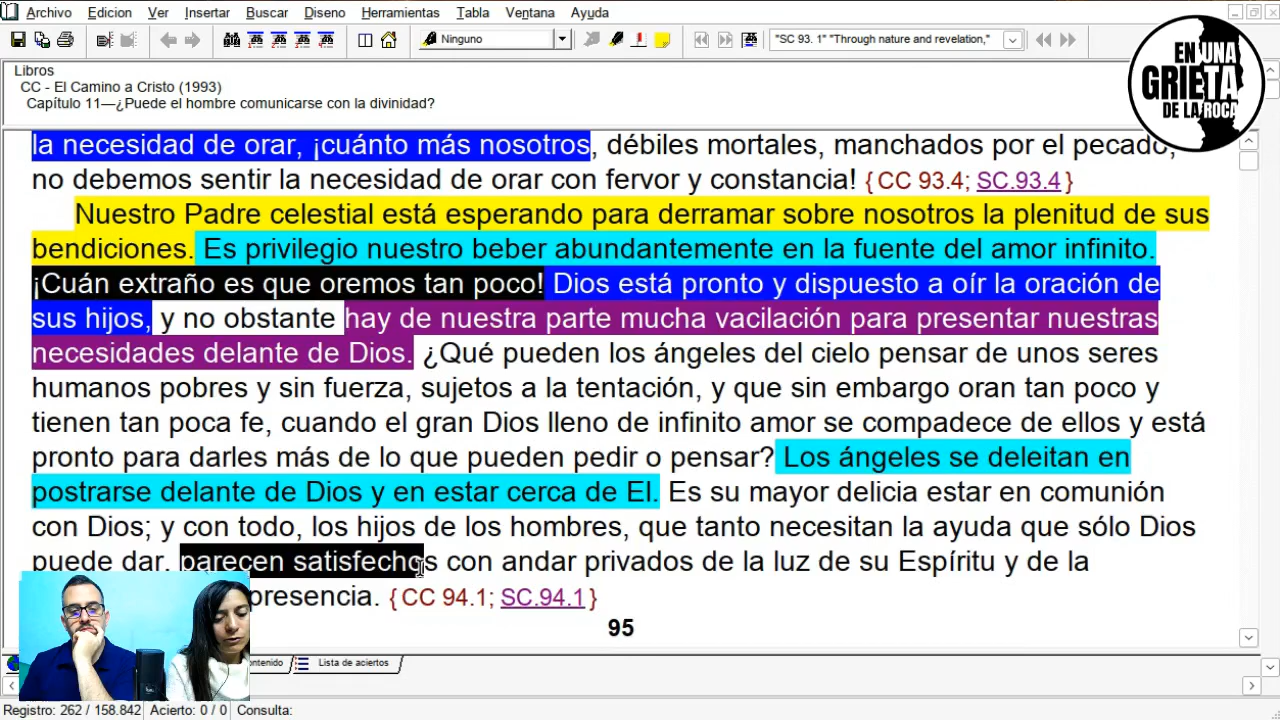 Archivo Edicion Ver Insertar Buscar Diseno Herramientas Tabla Ventana Ayuda
Ninguno
"SC 93. 1" "Through nature and revelation,"
EN UNA
GRIETA
DE LA ROCA
Libros
CC - El Camino a Cristo (1993)
Capítulo 11—¿Puede el hombre comunicarse con la divinidad?
la necesidad de orar, ¡cuánto más nosotros, débiles mortales, manchados por el pecado,
no debemos sentir la necesidad de orar con fervor y constancia! {CC 93.4; SC.93.4}
Nuestro Padre celestial está esperando para derramar sobre nosotros la plenitud de sus
bendiciones. Es privilegio nuestro beber abundantemente en la fuente del amor infinito.
¡Cuán extraño es que oremos tan poco! Dios está pronto y dispuesto a oír la oración de
sus hijos, y no obstante hay de nuestra parte mucha vacilación para presentar nuestras
necesidades delante de Dios. ¿Qué pueden los ángeles del cielo pensar de unos seres
humanos pobres y sin fuerza, sujetos a la tentación, y que sin embargo oran tan poco y
tienen tan poca fe, cuando el gran Dios lleno de infinito amor se compadece de ellos y está
pronto para darles más de lo que pueden pedir o pensar? Los ángeles se deleitan en
postrarse delante de Dios y en estar cerca de El. Es su mayor delicia estar en comunión
con Dios; y con todo, los hijos de los hombres, que tanto necesitan la ayuda que sólo Dios
puede dar, parecen satisfechos con andar privados de la luz de su Espíritu y de la
presencia. {CC 94.1; SC.94.1}
95
Lista de aciertos
Registro: 262 / 158.842 Acierto: 0 / 0 Consulta: